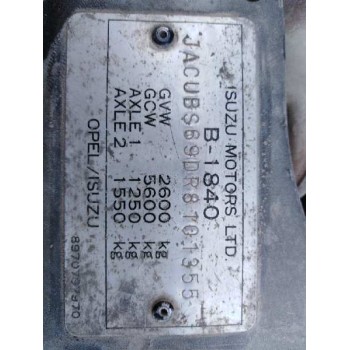 ISUZU MOTORS LTD.
B-1840
JACUBS69DR8101355
GVW 2600 kg
GCW 5600 kg
AXLE 1 1250 kg
AXLE 2 1550 kg
OPEL/ISUZU